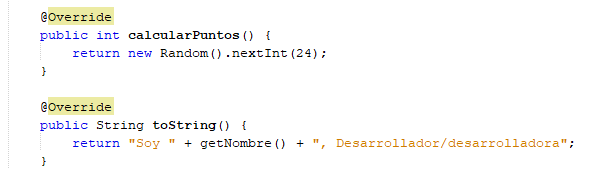 @Override
public int calcularPuntos() {
    return new Random().nextInt(24);
}
@Override
public String toString() {
    return "Soy " + getNombre() + ", Desarrollador/desarrolladora";
}